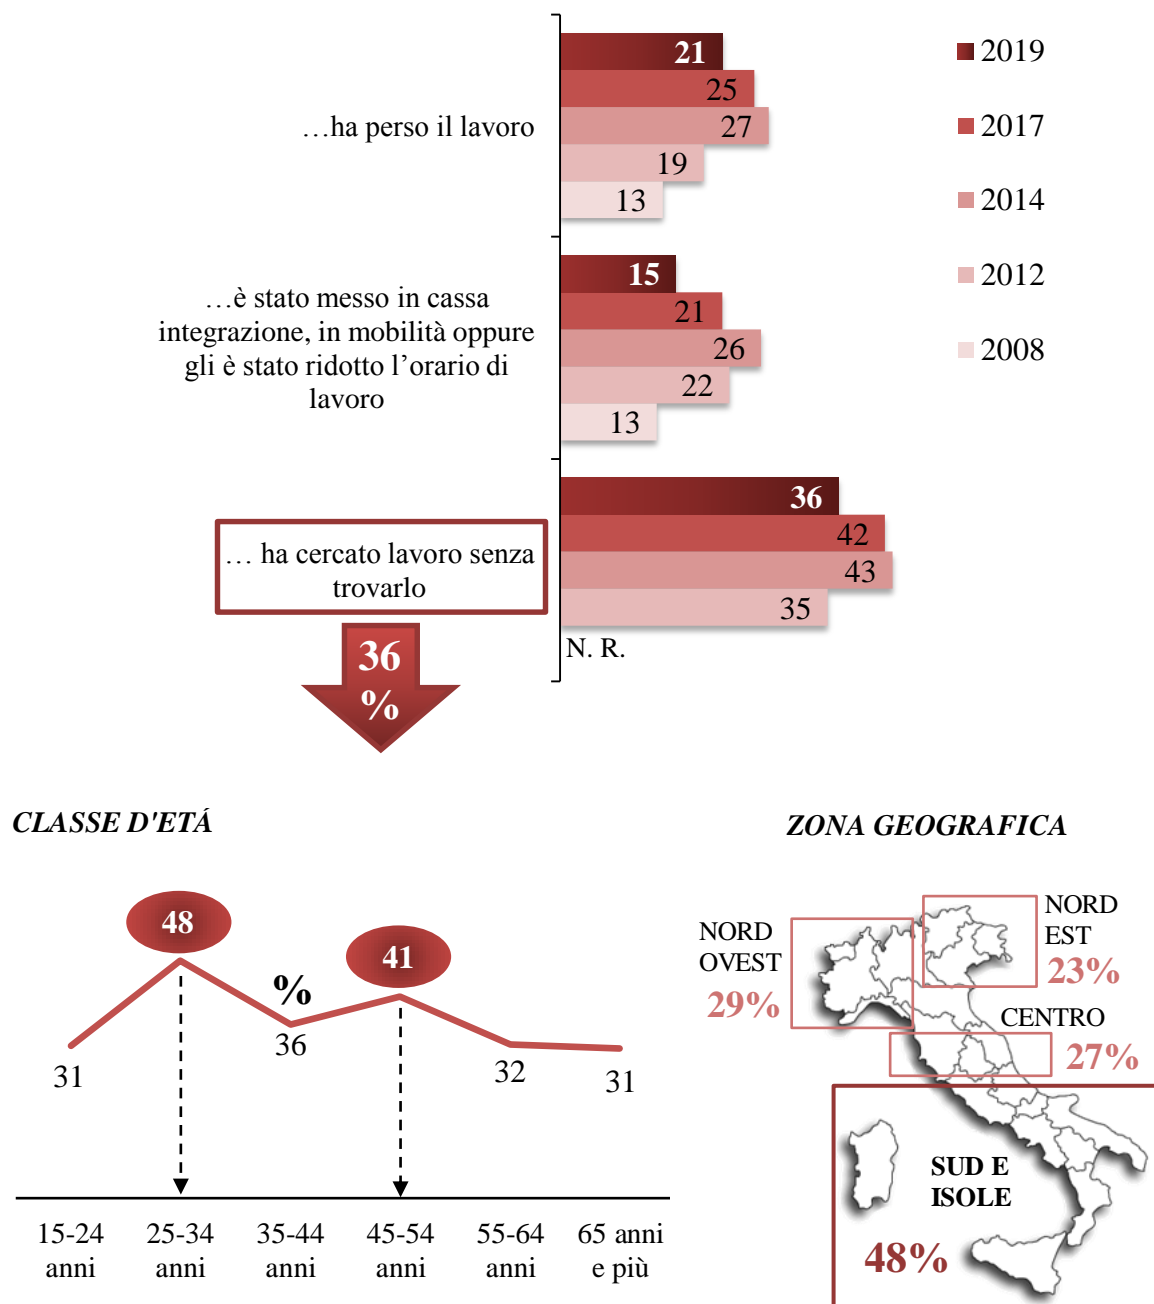 …ha perso il lavoro
21
25
27
19
13
2019
2017
2014
2012
2008
…è stato messo in cassa
integrazione, in mobilità oppure
gli è stato ridotto l’orario di
lavoro
15
21
26
22
13
… ha cercato lavoro senza
trovarlo
36
42
43
35
N. R.
36
%
CLASSE D'ETÁ
48
41
%
31
36
32
31
15-24
anni
25-34
anni
35-44
anni
45-54
anni
55-64
anni
65 anni
e più
ZONA GEOGRAFICA
NORD
OVEST
29%
NORD
EST
23%
CENTRO
27%
SUD E
ISOLE
48%